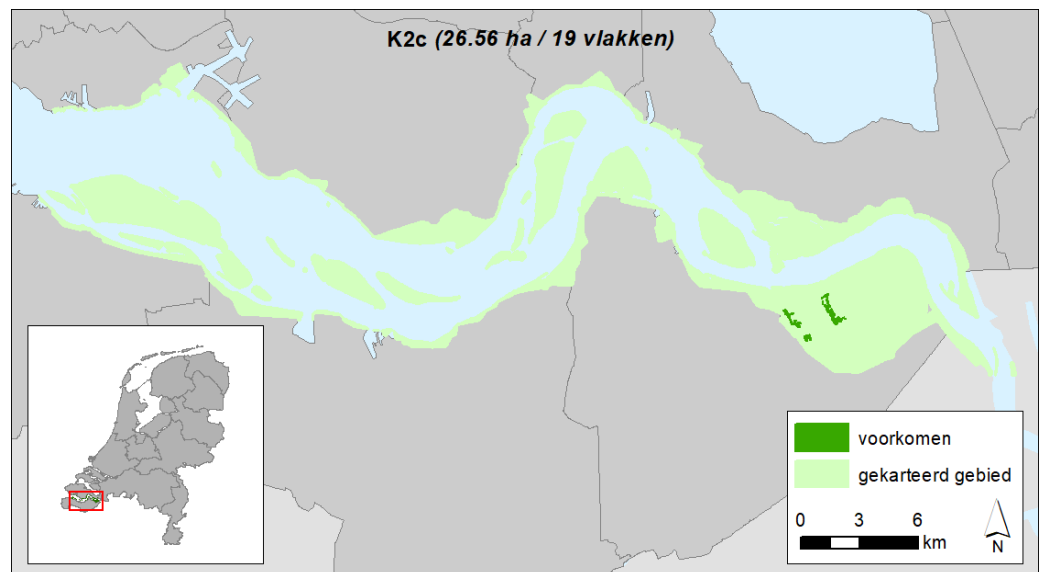 K2c (26.56 ha / 19 vlakken)
voorkomen
gekarteerd gebied
0 3 6
km
N